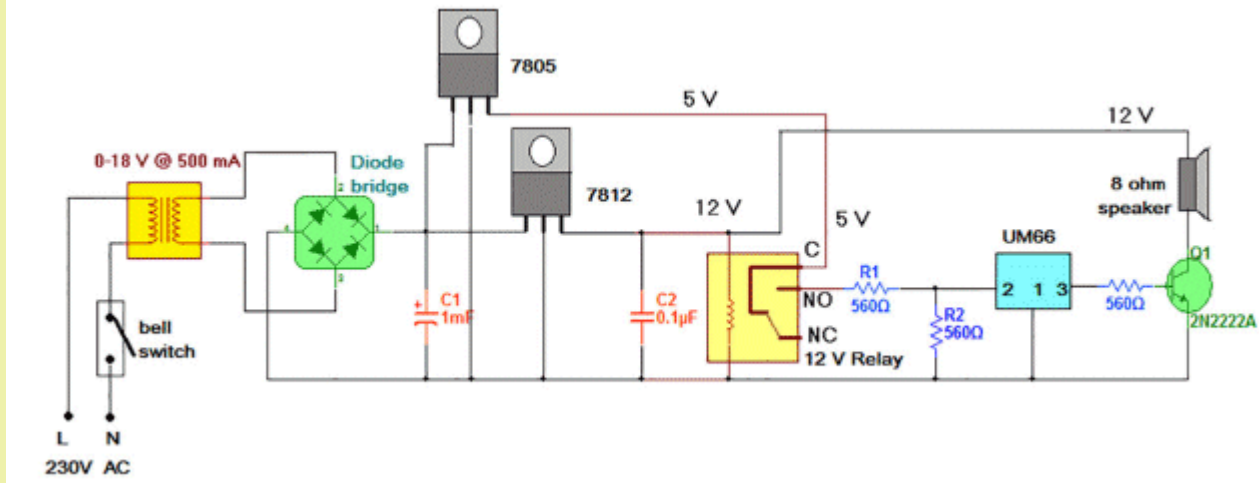 7805
5 V
12 V
0-18 V @ 500 mA
Diode
bridge
2
4
1
3
7812
12 V
5 V
8 ohm
speaker
C
UM66
Q1
R1
560Ω
NO
2 1 3
560Ω
2N2222A
+
C1
1mF
C2
0.1µF
R2
560Ω
NC
12 V Relay
bell
switch
L N
230V AC